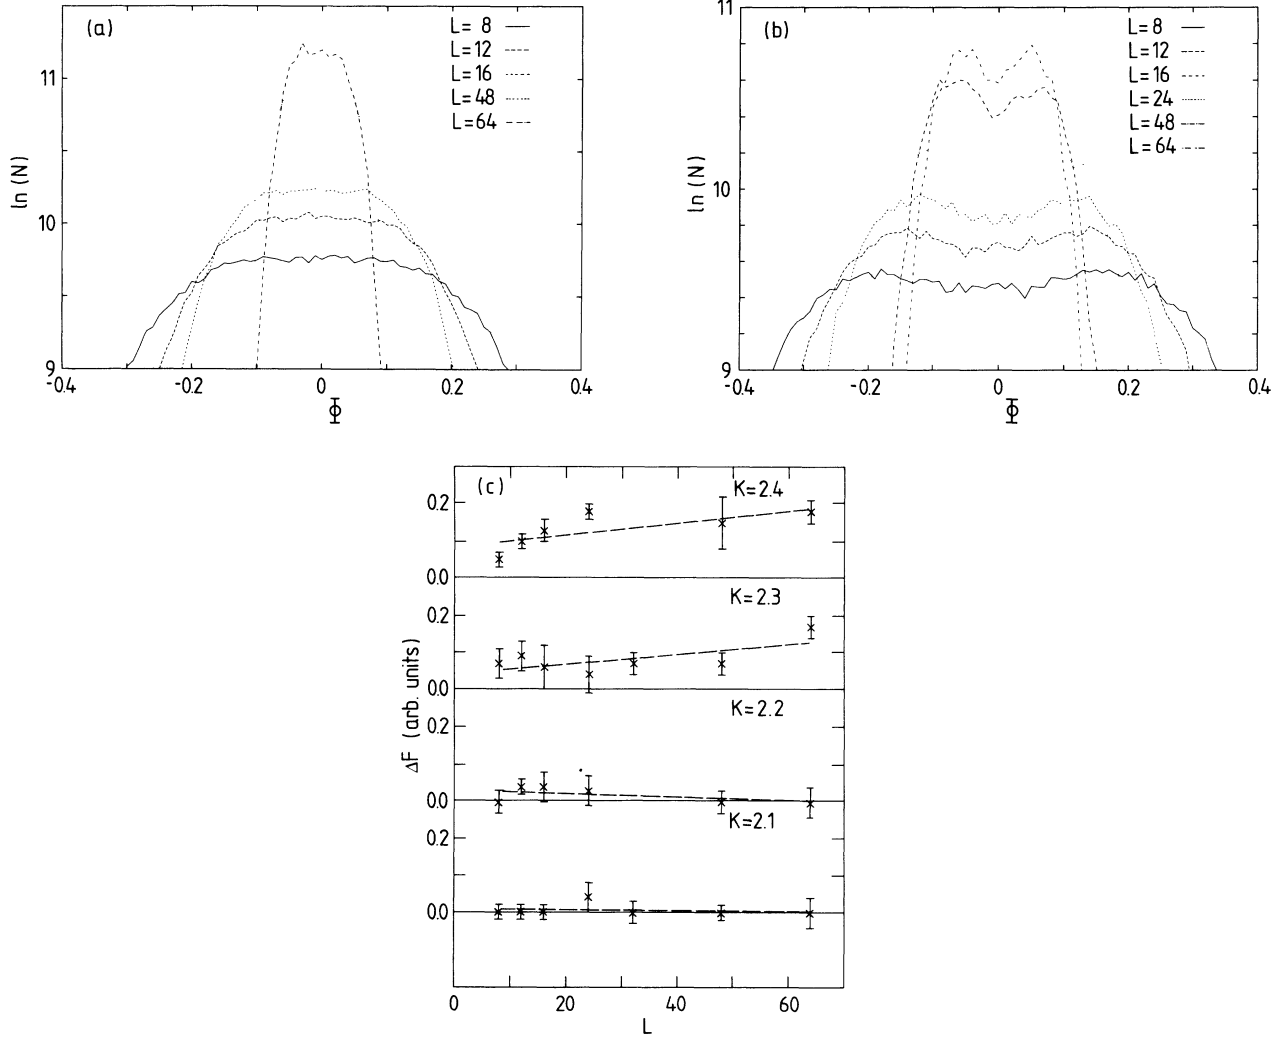 (a)
L= 8
L=12
L=16
L=48
L=64
11
10
9
ln (N)
-0.4
-0.2
0
0.2
0.4
Φ
(b)
L=8
L=12
L=16
L=24
L=48
L=64
11
10
9
ln (N)
-0.4
-0.2
0
0.2
0.4
Φ
(c)
K=2.4
0.2
0.0
K=2.3
0.2
0.0
K=2.2
0.2
0.0
K=2.1
0.2
0.0
ΔF (arb. units)
0
20
40
60
L